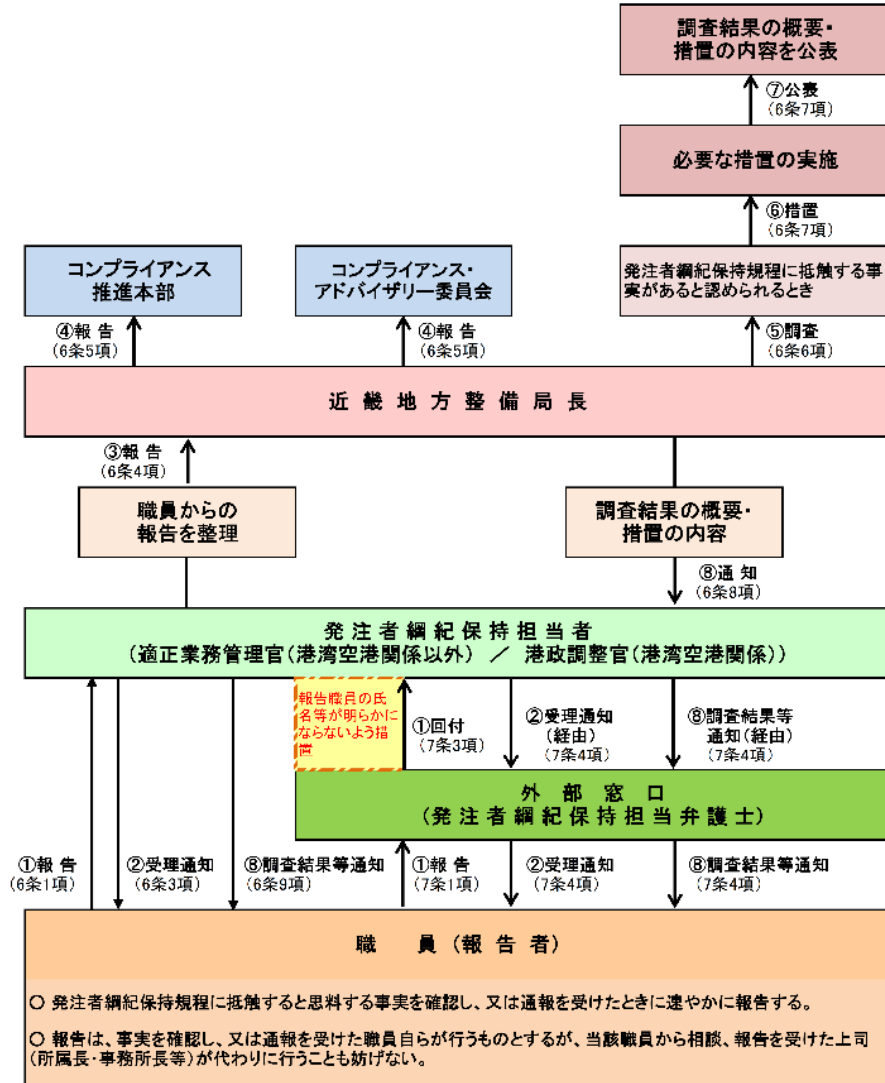 調査結果の概要・
措置の内容を公表
⑦公表
(6条7項)
必要な措置の実施
⑥措置
(6条7項)
コンプライアンス
推進本部
コンプライアンス・
アドバイザリー委員会
発注者綱紀保持規程に抵触する事
実があると認められるとき
④報 告
(6条5項)
④報 告
(6条5項)
⑤調査
(6条6項)
近 畿 地 方 整 備 局 長
③報 告
(6条4項)
職員からの
報告を整理
調査結果の概要・
措置の内容
⑧通 知
(6条8項)
発 注 者 綱 紀 保 持 担 当 者
(適正業務管理官(港湾空港関係以外) / 港政調整官(港湾空港関係))
報告職員の氏
名等が明らかに
ならないよう措
置
①回付
(7条3項)
②受理通知
(経由)
(7条4項)
⑧調査結果等
通知(経由)
(7条4項)
外 部 窓 口
(発 注 者 綱 紀 保 持 担 当 弁 護 士)
①報 告
(6条1項)
②受理通知
(6条3項)
⑧調査結果等通知
(6条9項)
①報 告
(7条1項)
②受理通知
(7条4項)
⑧調査結果等通知
(7条4項)
職 員 (報 告 者)
○ 発注者綱紀保持規程に抵触すると思料する事実を確認し、又は通報を受けたときに速やかに報告する。
○ 報告は、事実を確認し、又は通報を受けた職員自らが行うものとするが、当該職員から相談、報告を受けた上司
(所属長・事務所長等)が代わりに行うことも妨げない。